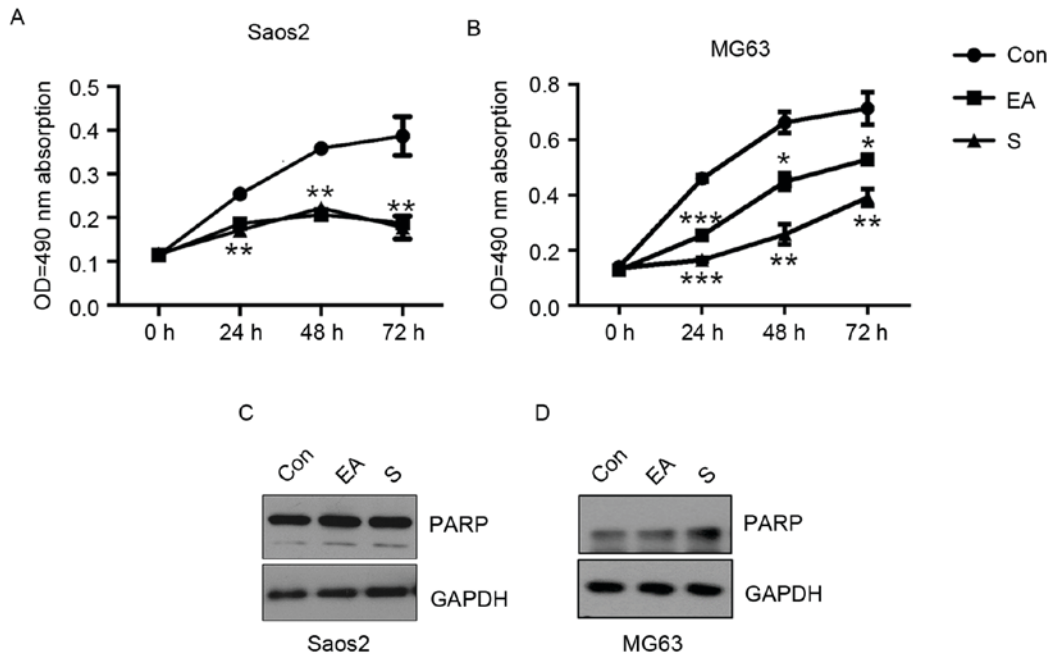 A
Saos2
OD=490 nm absorption
0.5
0.4
0.3
0.2
0.1
0.0
**
**
**
0 h
24 h
48 h
72 h
B
MG63
OD=490 nm absorption
0.8
0.6
0.4
0.2
0.0
***
***
*
**
*
**
0 h
24 h
48 h
72 h
Con
EA
S
C
Con
EA
S
PARP
GAPDH
Saos2
D
Con
EA
S
PARP
GAPDH
MG63